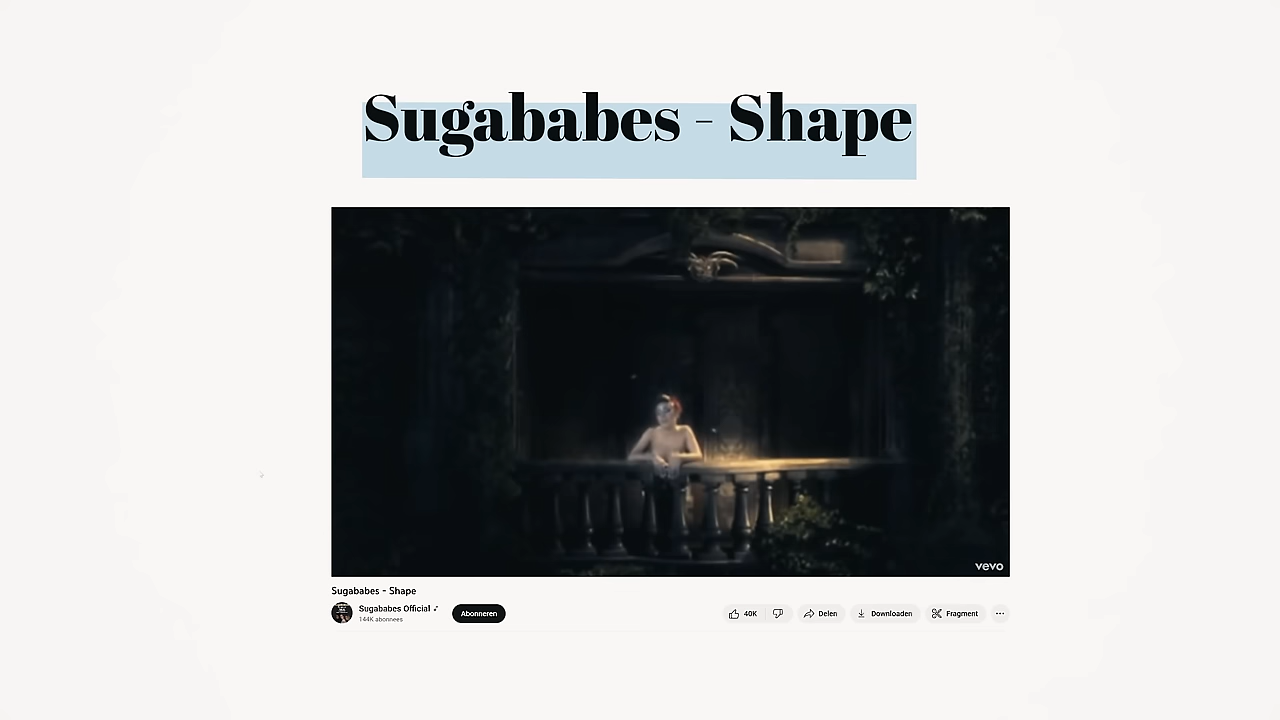 Sugababes - Shape
vevo
Sugababes - Shape
Sugababes Official
144K abonnees
Abonneren
40K
Delen
Downloaden
Fragment